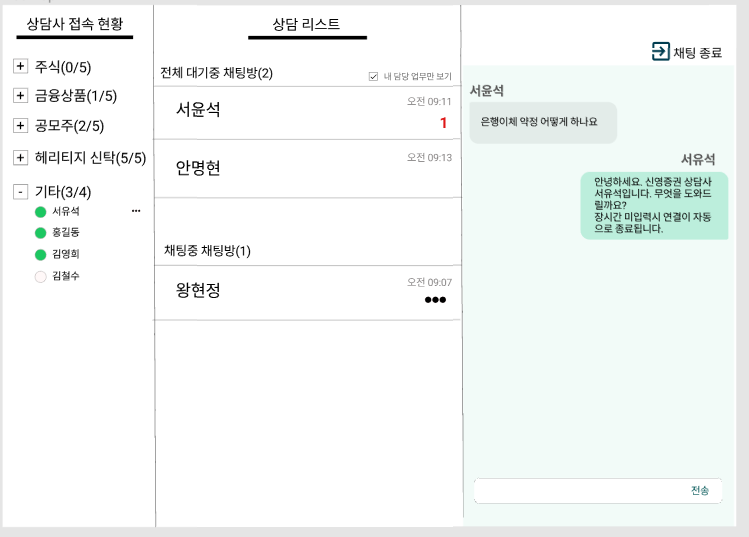 상담사 접속 현황
+ 주식(0/5)
+ 금융상품(1/5)
+ 공모주(2/5)
+ 헤리티지 신탁(5/5)
- 기타(3/4)
서유석 •••
홍길동
김영희
김철수
상담 리스트
전체 대기중 채팅방(2) 내 담당 업무만 보기
서윤석 오전 09:11
1
안명현 오전 09:13
채팅중 채팅방(1)
왕현정 오전 09:07
•••
채팅 종료
서윤석
은행이체 약정 어떻게 하나요
서유석
안녕하세요. 신영증권 상담사
서유석입니다. 무엇을 도와드
릴까요?
장시간 미입력시 연결이 자동
으로 종료됩니다.
전송